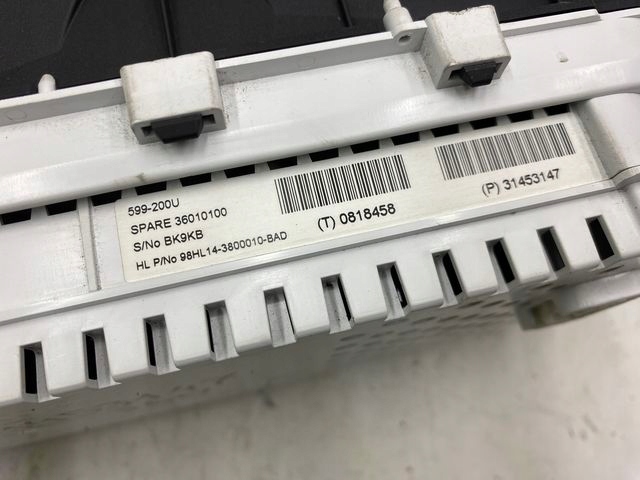 599-200U
SPARE 36010100
S/No BK9KB
HL P/No 98HL14-3800010-BAD
(T) 0818458
(P) 31453147